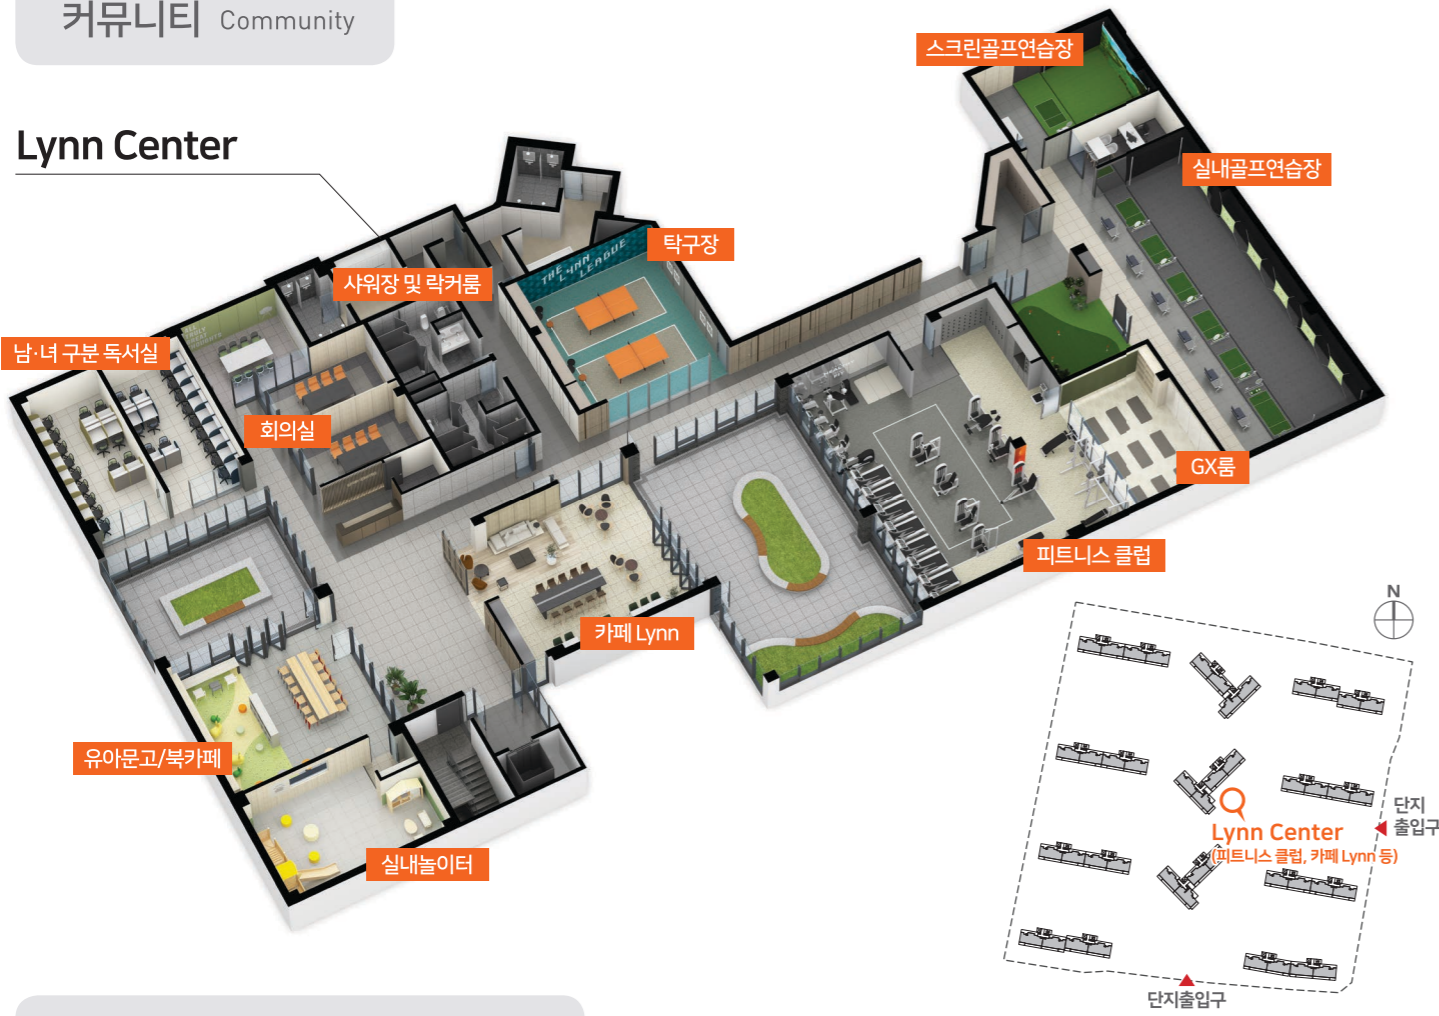 커뮤니티 Community
Lynn Center
스크린골프연습장
실내골프연습장
탁구장
THE
LYNN
LEAGUE
샤워장 및 락커룸
남·녀 구분 독서실
회의실
GX룸
피트니스 클럽
카페 Lynn
유아문고/북카페
실내놀이터
N
단지
출입구
Lynn Center
(피트니스 클럽, 카페 Lynn 등)
단지출입구